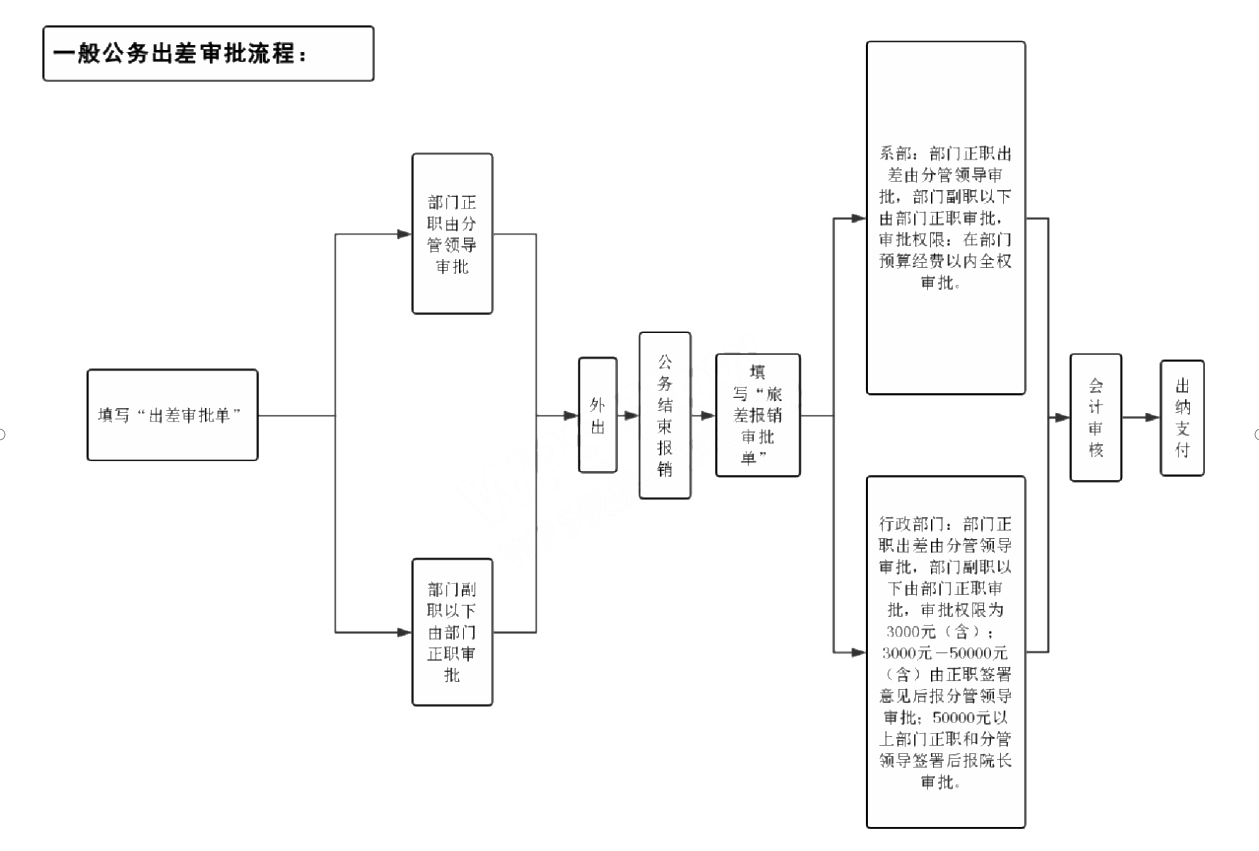 一般公务出差审批流程：
填写“出差审批单”
部门正
职由分
管领导
审批
部门副
职以下
由部门
正职审
批
外
出
公
务
结
束
报
销
填
写“旅
差报销
审批
单”
系部：部门正职出
差由分管领导审
批，部门副职以下
由部门正职审批，
审批权限：在部门
预算经费以内全权
审批。
行政部门：部门正
职出差由分管领导
审批，部门副职以
下由部门正职审
批，审批权限为
3000元（含）；
3000元－50000元
（含）由正职签署
意见后报分管领导
审批；50000元以
上部门正职和分管
领导签署后报院长
审批。
会
计
审
核
出
纳
支
付